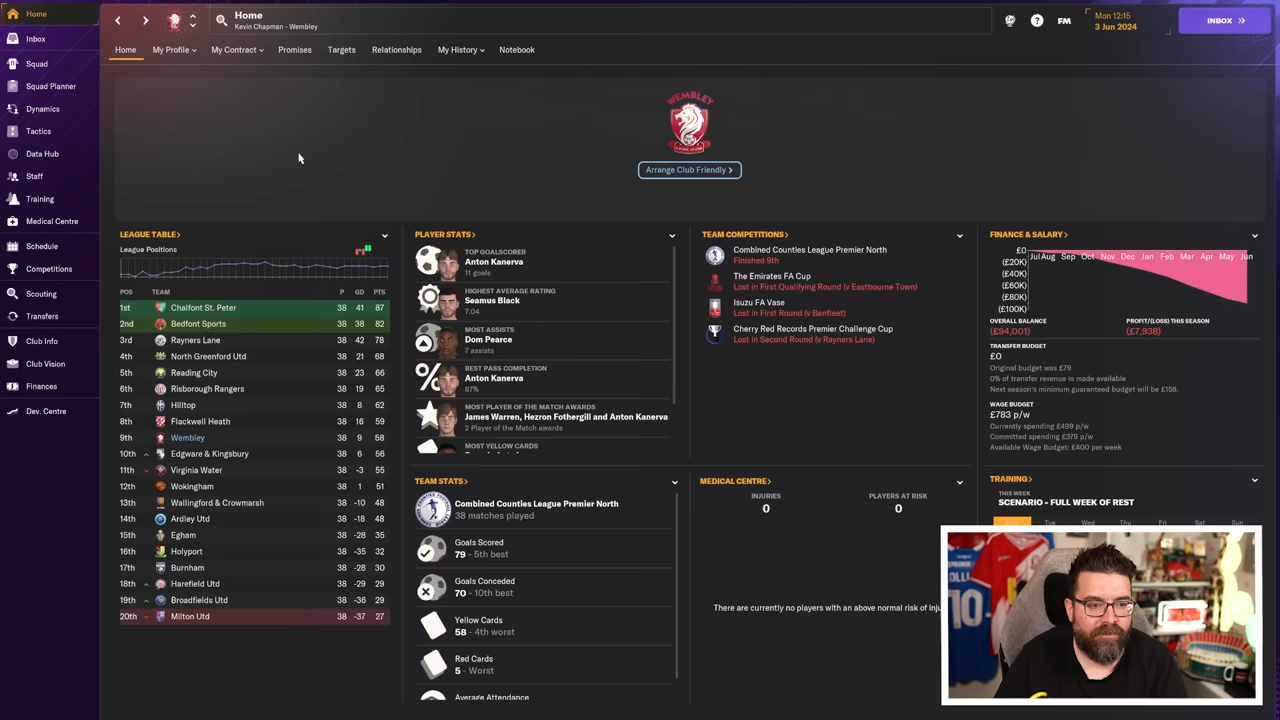 Home
Inbox
Squad
Squad Planner
Dynamics
Tactics
Data Hub
Staff
Training
Medical Centre
Schedule
Competitions
Scouting
Transfers
Club Info
Club Vision
Finances
Dev. Centre
Home
Kevin Chapman - Wembley
FM
Mon 12:15
3 Jun 2024
INBOX
Home My Profile My Contract Promises Targets Relationships My History Notebook
WEMBLEY
Arrange Club Friendly >
LEAGUE TABLE>
League Positions
POS TEAM P GD PTS
1st Chalfont St. Peter 38 41 87
2nd Bedfont Sports 38 38 82
3rd Rayners Lane 38 42 78
4th North Greenford Utd 38 21 68
5th Reading City 38 23 66
6th Risborough Rangers 38 19 65
7th Hilltop 38 8 62
8th Flackwell Heath 38 16 59
9th Wembley 38 9 58
10th Edgware & Kingsbury 38 6 56
11th Virginia Water 38 -3 55
12th Wokingham 38 1 51
13th Wallingford & Crowmarsh 38 -10 48
14th Ardley Utd 38 -18 48
15th Egham 38 -28 35
16th Holyport 38 -35 32
17th Burnham 38 -28 30
18th Harefield Utd 38 -29 29
19th Broadfields Utd 38 -36 29
20th Milton Utd 38 -37 27
PLAYER STATS>
TOP GOALSCORER
Anton Kanerva
11 goals
HIGHEST AVERAGE RATING
Seamus Black
7.04
MOST ASSISTS
Dom Pearce
7 assists
BEST PASS COMPLETION
Anton Kanerva
87%
MOST PLAYER OF THE MATCH AWARDS
James Warren, Hezron Fothergill and Anton Kanerva
2 Player of the Match awards
MOST YELLOW CARDS
TEAM STATS>
Combined Counties League Premier North
38 matches played
Goals Scored
79 - 5th best
Goals Conceded
70 - 10th best
Yellow Cards
58 - 4th worst
Red Cards
5 - Worst
Average Attendance
TEAM COMPETITIONS>
Combined Counties League Premier North
Finished 9th
The Emirates FA Cup
Lost in First Qualifying Round (v Eastbourne Town)
Isuzu FA Vase
Lost in First Round (v Benfleet)
Cherry Red Records Premier Challenge Cup
Lost in Second Round (v Rayners Lane)
MEDICAL CENTRE>
INJURIES PLAYERS AT RISK
0 0
There are currently no players with an above normal risk of inju
FINANCE & SALARY>
£0
(£20K)
(£40K)
(£60K)
(£80K)
(£100K)
Jul Aug Sep Oct Nov Dec Jan Feb Mar Apr May Jun
OVERALL BALANCE PROFIT/(LOSS) THIS SEASON
(£94,001) (£7,938)
TRANSFER BUDGET
£0
Original budget was £79
0% of transfer revenue is made available
Next season's minimum guaranteed budget will be £158.
WAGE BUDGET
£783 p/w
Currently spending £499 p/w
Committed spending £379 p/w
Available Wage Budget: £400 per week
TRAINING>
THIS WEEK
SCENARIO - FULL WEEK OF REST
Mon Tue Wed Thu Fri Sat Sun
10